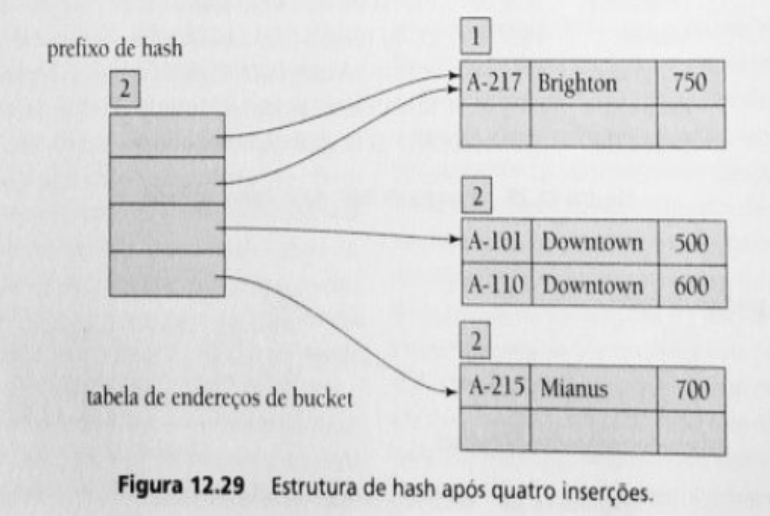 prefixo de hash
2
tabela de endereços de bucket
1
A-217 Brighton 750
2
A-101 Downtown 500
A-110 Downtown 600
2
A-215 Mianus 700
Figura 12.29 Estrutura de hash após quatro inserções.